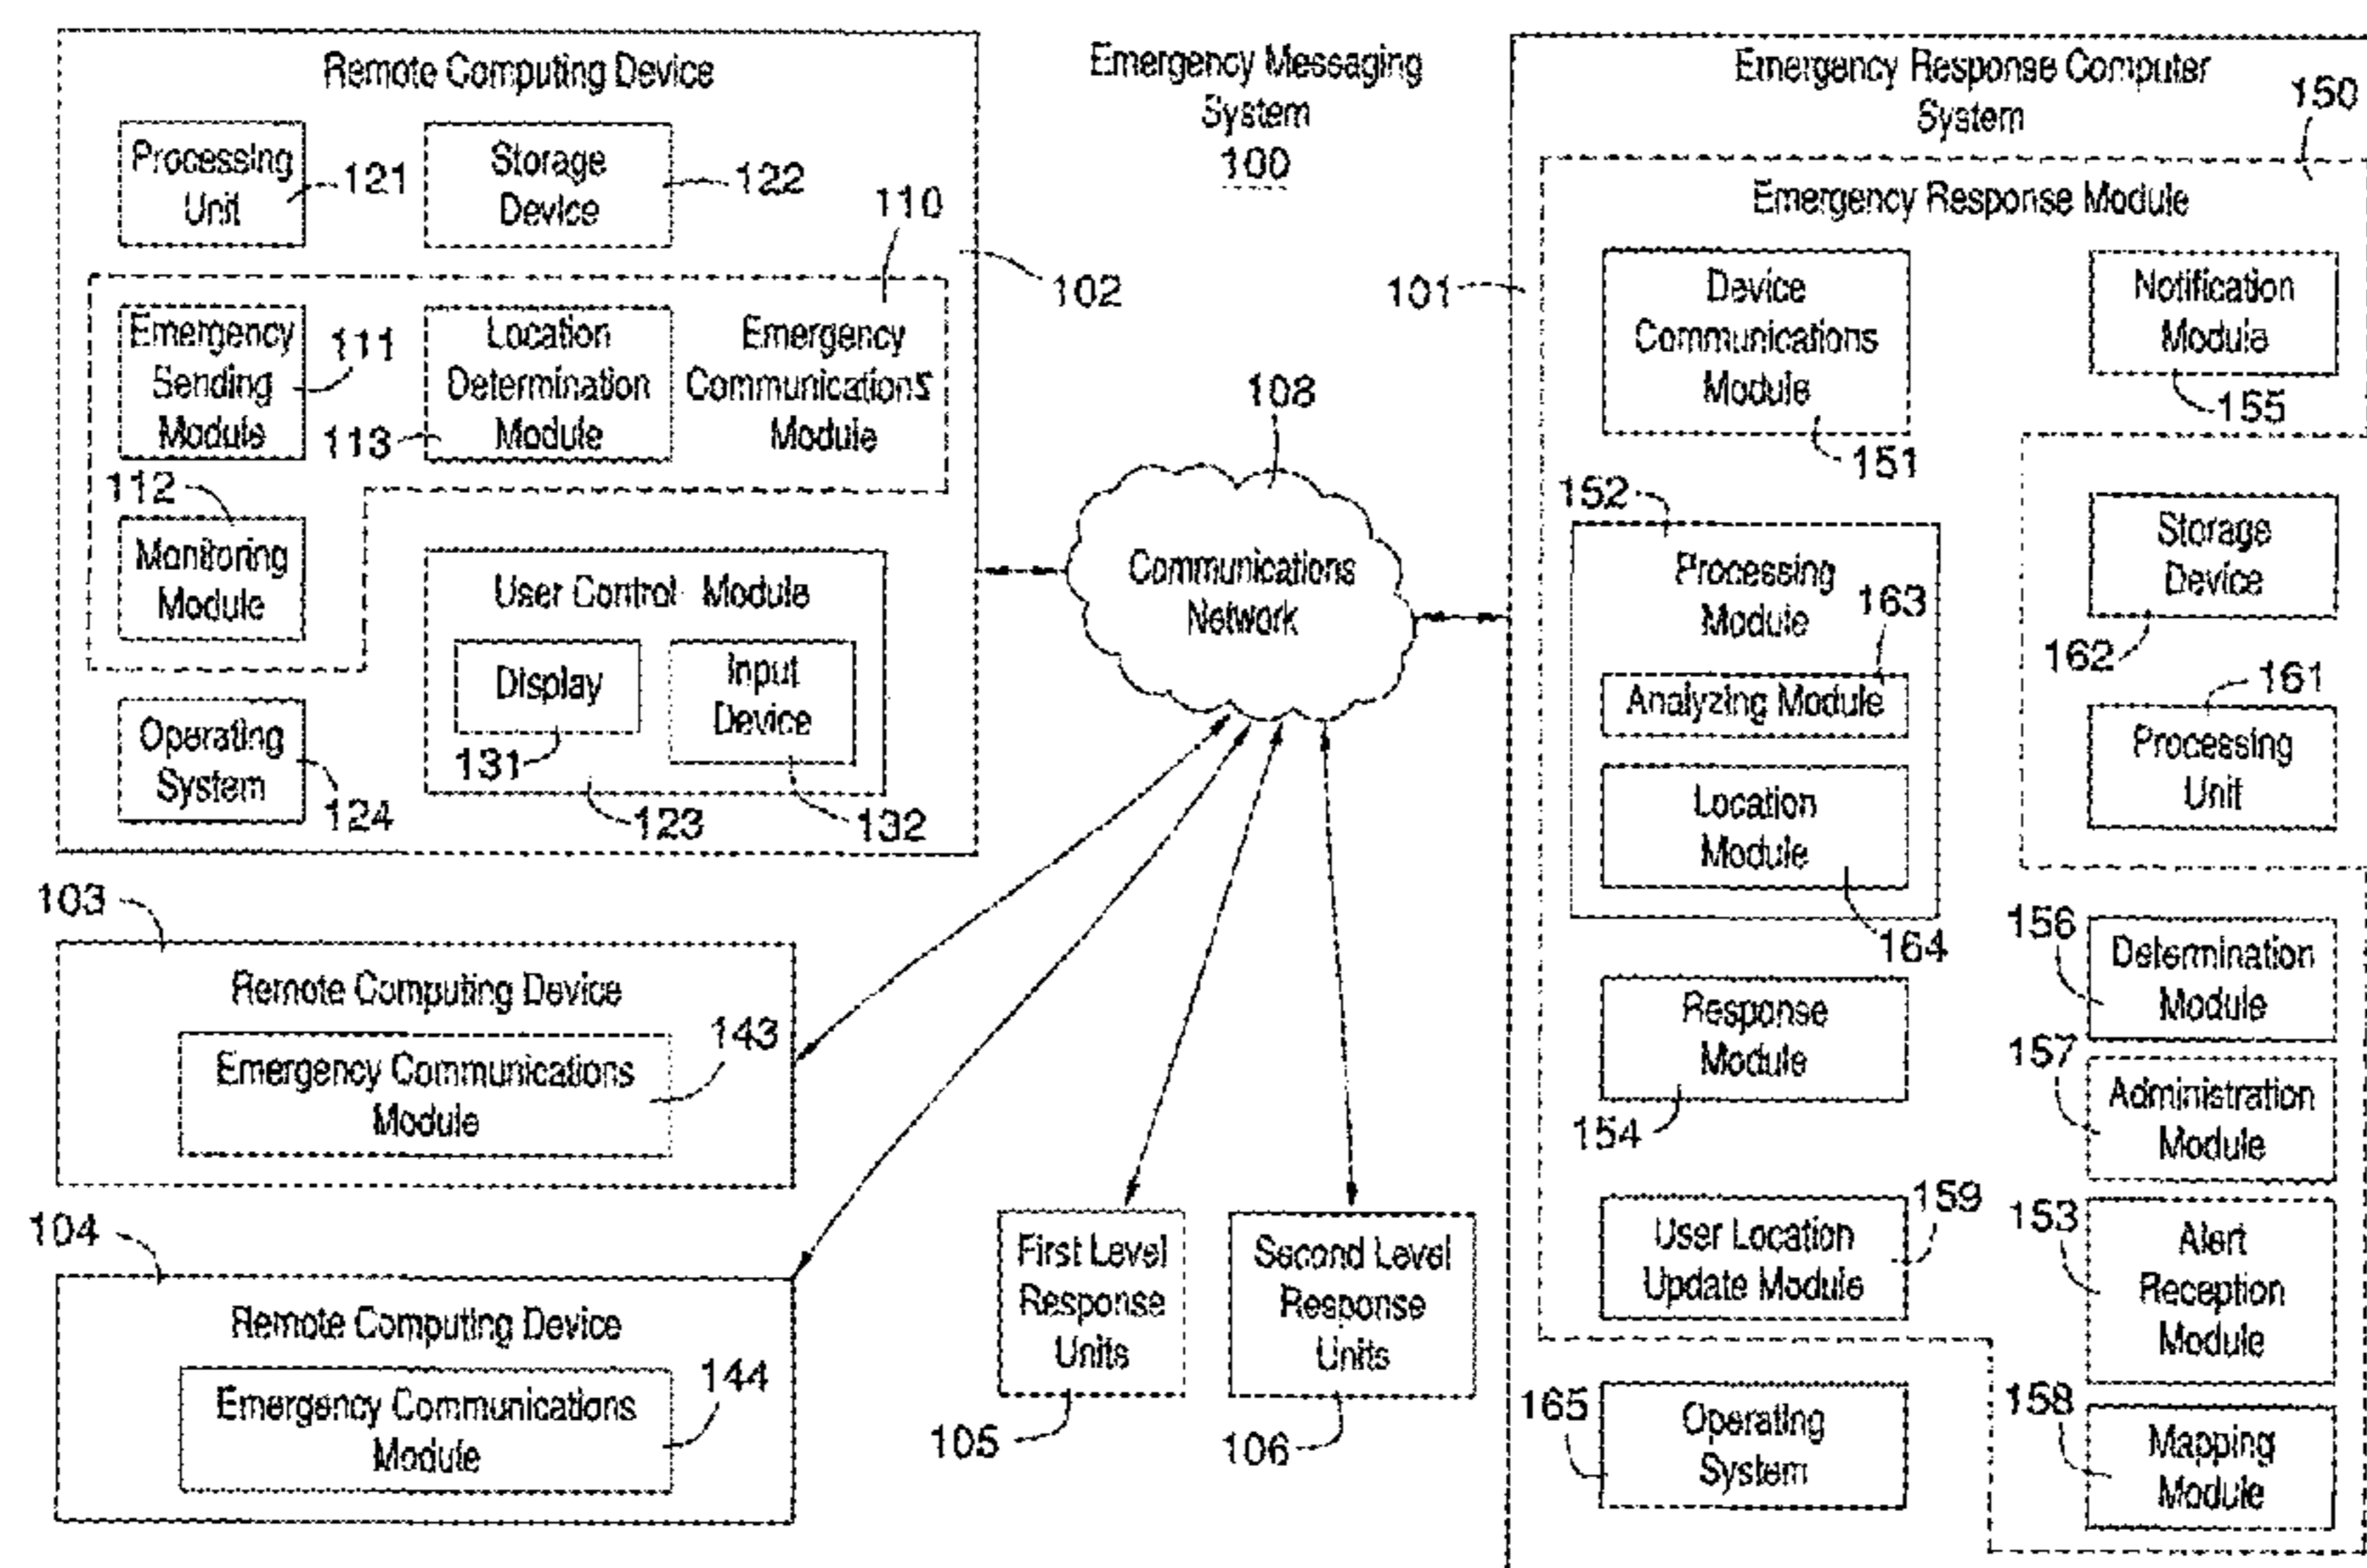 Remote Computing Device
Processing
Unit
121
Storage
Device
122
110
102
Emergency
Sending
Module
111
Location
Determination
Module
113
Emergency
Communications
Module
112
Monitoring
Module
User Control Module
Display
131
Input
Device
132
123
Operating
System
124
103
Remote Computing Device
Emergency Communications
Module
143
104
Remote Computing Device
Emergency Communications
Module
144
Emergency Messaging
System
100
108
Communications
Network
First Level
Response
Units
105
Second Level
Response
Units
106
Emergency Response Computer
System
150
101
Emergency Response Module
Device
Communications
Module
151
Notification
Module
155
152
Processing
Module
163
Analyzing Module
Location
Module
164
Storage
Device
162
161
Processing
Unit
Response
Module
154
156
Determination
Module
157
Administration
Module
User Location
Update Module
159
153
Alert
Reception
Module
165
Operating
System
158
Mapping
Module